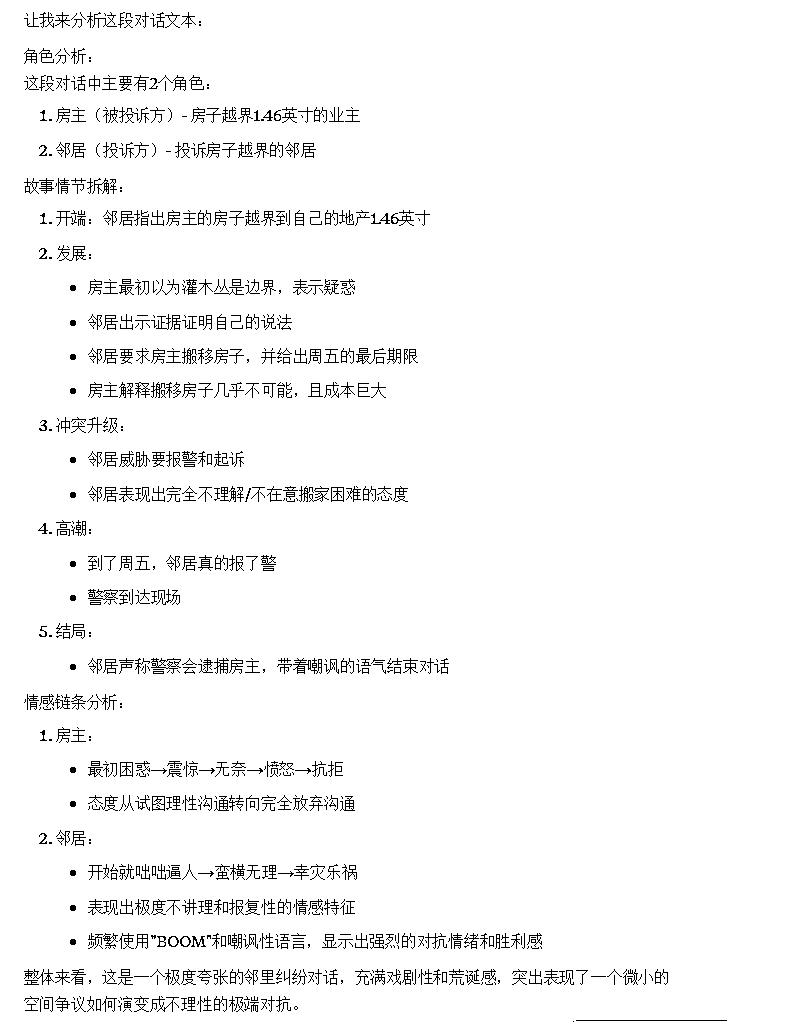 让我来分析这段对话文本：
角色分析：
这段对话中主要有2个角色：
1. 房主（被投诉方）- 房子越界1.46英寸的业主
2. 邻居（投诉方）- 投诉房子越界的邻居
故事情节拆解：
1. 开端：邻居指出房主的房子越界到自己的地产1.46英寸
2. 发展：
• 房主最初以为灌木丛是边界，表示疑惑
• 邻居出示证据证明自己的说法
• 邻居要求房主搬移房子，并给出周五的最后期限
• 房主解释搬移房子几乎不可能，且成本巨大
3. 冲突升级：
• 邻居威胁要报警和起诉
• 邻居表现出完全不理解/不在意搬家困难的态度
4. 高潮：
• 到了周五，邻居真的报了警
• 警察到达现场
5. 结局：
• 邻居声称警察会逮捕房主，带着嘲讽的语气结束对话
情感链条分析：
1. 房主：
• 最初困惑→震惊→无奈→愤怒→抗拒
• 态度从试图理性沟通转向完全放弃沟通
2. 邻居：
• 开始就咄咄逼人→蛮横无理→幸灾乐祸
• 表现出极度不讲理和报复性的情感特征
• 频繁使用"BOOM"和嘲讽性语言，显示出强烈的对抗情绪和胜利感
整体来看，这是一个极度夸张的邻里纠纷对话，充满戏剧性和荒诞感，突出表现了一个微小的
空间争议如何演变成不理性的极端对抗。